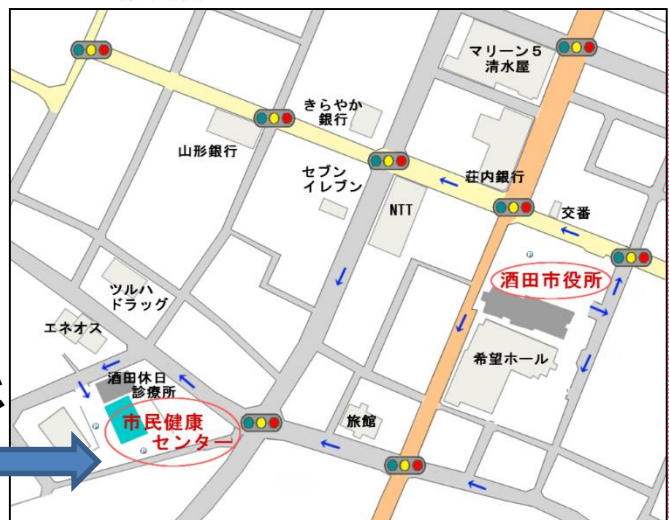 マリーン５
清水屋
きらやか
銀行
山形銀行
セブン
イレブン
荘内銀行
NTT
交番
酒田市役所
ツルハ
ドラッグ
エネオス
希望ホール
酒田休日
診療所
市民健康
センター
旅館
P
P
P
P